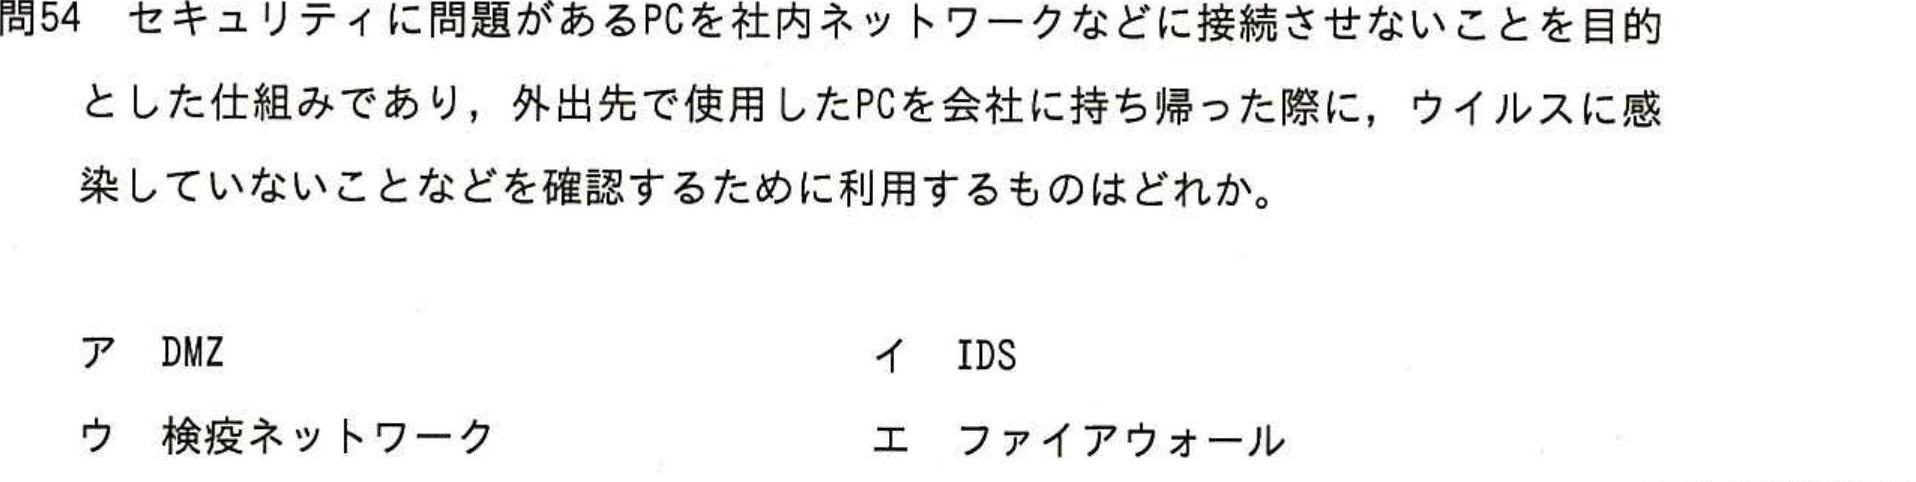 問54　セキュリティに問題があるPCを社内ネットワークなどに接続させないことを目的
とした仕組みであり，外出先で使用したPCを会社に持ち帰った際に，ウイルスに感
染していないことなどを確認するために利用するものはどれか。
ア　DMZ　イ　IDS
ウ　検疫ネットワーク　エ　ファイアウォール